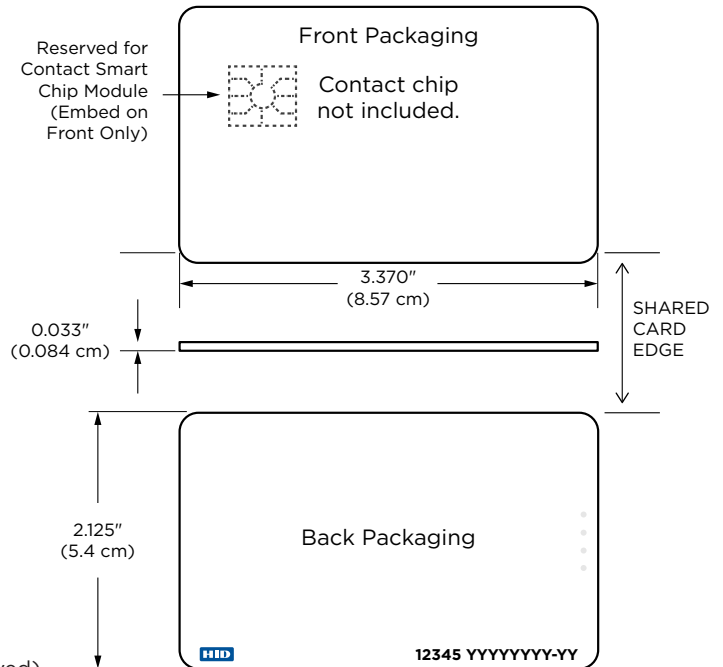 Front Packaging
Reserved for
Contact Smart
Chip Module
(Embed on
Front Only)
Contact chip
not included.
3.370"
(8.57 cm)
0.033"
(0.084 cm)
SHARED
CARD
EDGE
2.125"
(5.4 cm)
Back Packaging
HID
12345 YYYYYYYY-YY